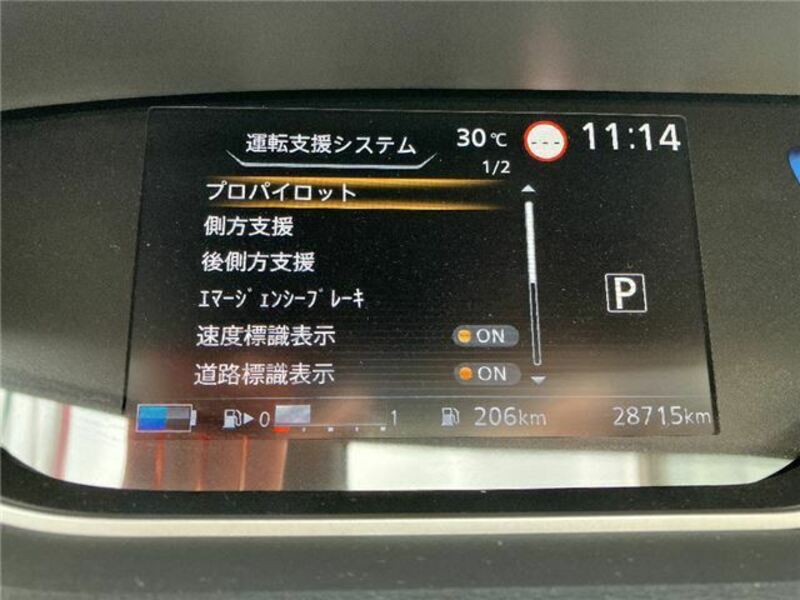 運転支援システム 30℃ --- 11:14
1/2
プロパイロット
側方支援
後側方支援
ｴﾏｰｼﾞｪﾝｼｰﾌﾞﾚｰｷ
P
速度標識表示 ON
道路標識表示 ON
0 1 206km 28715km